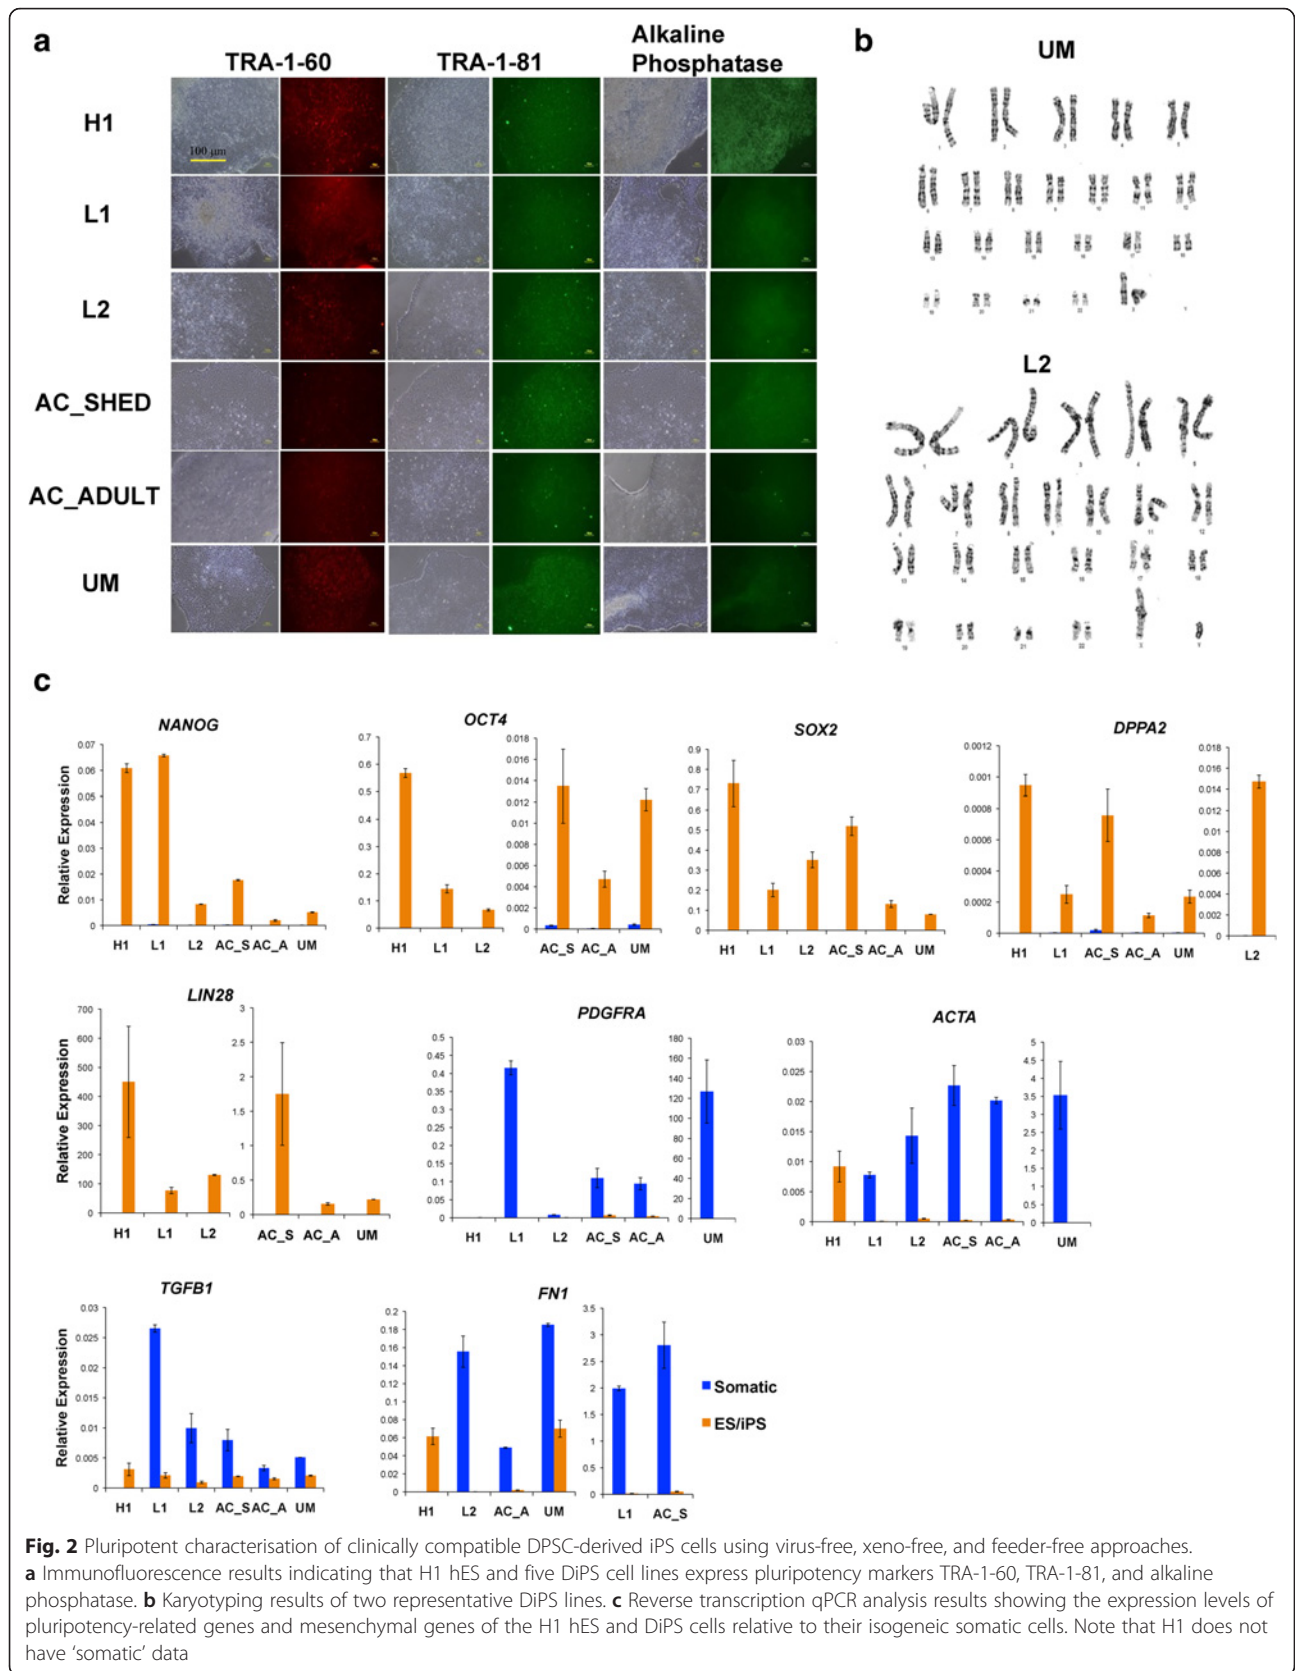 a
TRA-1-60 TRA-1-81 Alkaline Phosphatase
H1
100 μm
L1
L2
AC_SHED
AC_ADULT
UM
b
UM
L2
c
NANOG
Relative Expression
0.07
0.06
0.05
0.04
0.03
0.02
0.01
0
H1 L1 L2 AC_S AC_A UM
OCT4
0.7
0.6
0.5
0.4
0.3
0.2
0.1
0
H1 L1 L2
0.018
0.016
0.014
0.012
0.01
0.008
0.006
0.004
0.002
0
AC_S AC_A UM
SOX2
0.9
0.8
0.7
0.6
0.5
0.4
0.3
0.2
0.1
0
H1 L1 L2 AC_S AC_A UM
DPPA2
0.0012
0.001
0.0008
0.0006
0.0004
0.0002
0
H1 L1 AC_S AC_A UM
0.018
0.016
0.014
0.012
0.01
0.008
0.006
0.004
0.002
0
L2
LIN28
Relative Expression
700
600
500
400
300
200
100
0
H1 L1 L2
3
2.5
2
1.5
1
0.5
0
AC_S AC_A UM
PDGFRA
0.5
0.45
0.4
0.35
0.3
0.25
0.2
0.15
0.1
0.05
0
H1 L1 L2 AC_S AC_A
180
160
140
120
100
80
60
40
20
0
UM
ACTA
0.03
0.025
0.02
0.015
0.01
0.005
0
H1 L1 L2 AC_S AC_A
5
4.5
4
3.5
3
2.5
2
1.5
1
0.5
0
UM
TGFB1
Relative Expression
0.03
0.025
0.02
0.015
0.01
0.005
0
H1 L1 L2 AC_S AC_A UM
FN1
0.2
0.18
0.16
0.14
0.12
0.1
0.08
0.06
0.04
0.02
0
H1 L2 AC_A UM
3.5
3
2.5
2
1.5
1
0.5
0
L1 AC_S
Somatic
ES/iPS
Fig. 2 Pluripotent characterisation of clinically compatible DPSC-derived iPS cells using virus-free, xeno-free, and feeder-free approaches.
a Immunofluorescence results indicating that H1 hES and five DiPS cell lines express pluripotency markers TRA-1-60, TRA-1-81, and alkaline
phosphatase. b Karyotyping results of two representative DiPS lines. c Reverse transcription qPCR analysis results showing the expression levels of
pluripotency-related genes and mesenchymal genes of the H1 hES and DiPS cells relative to their isogeneic somatic cells. Note that H1 does not
have ‘somatic’ data